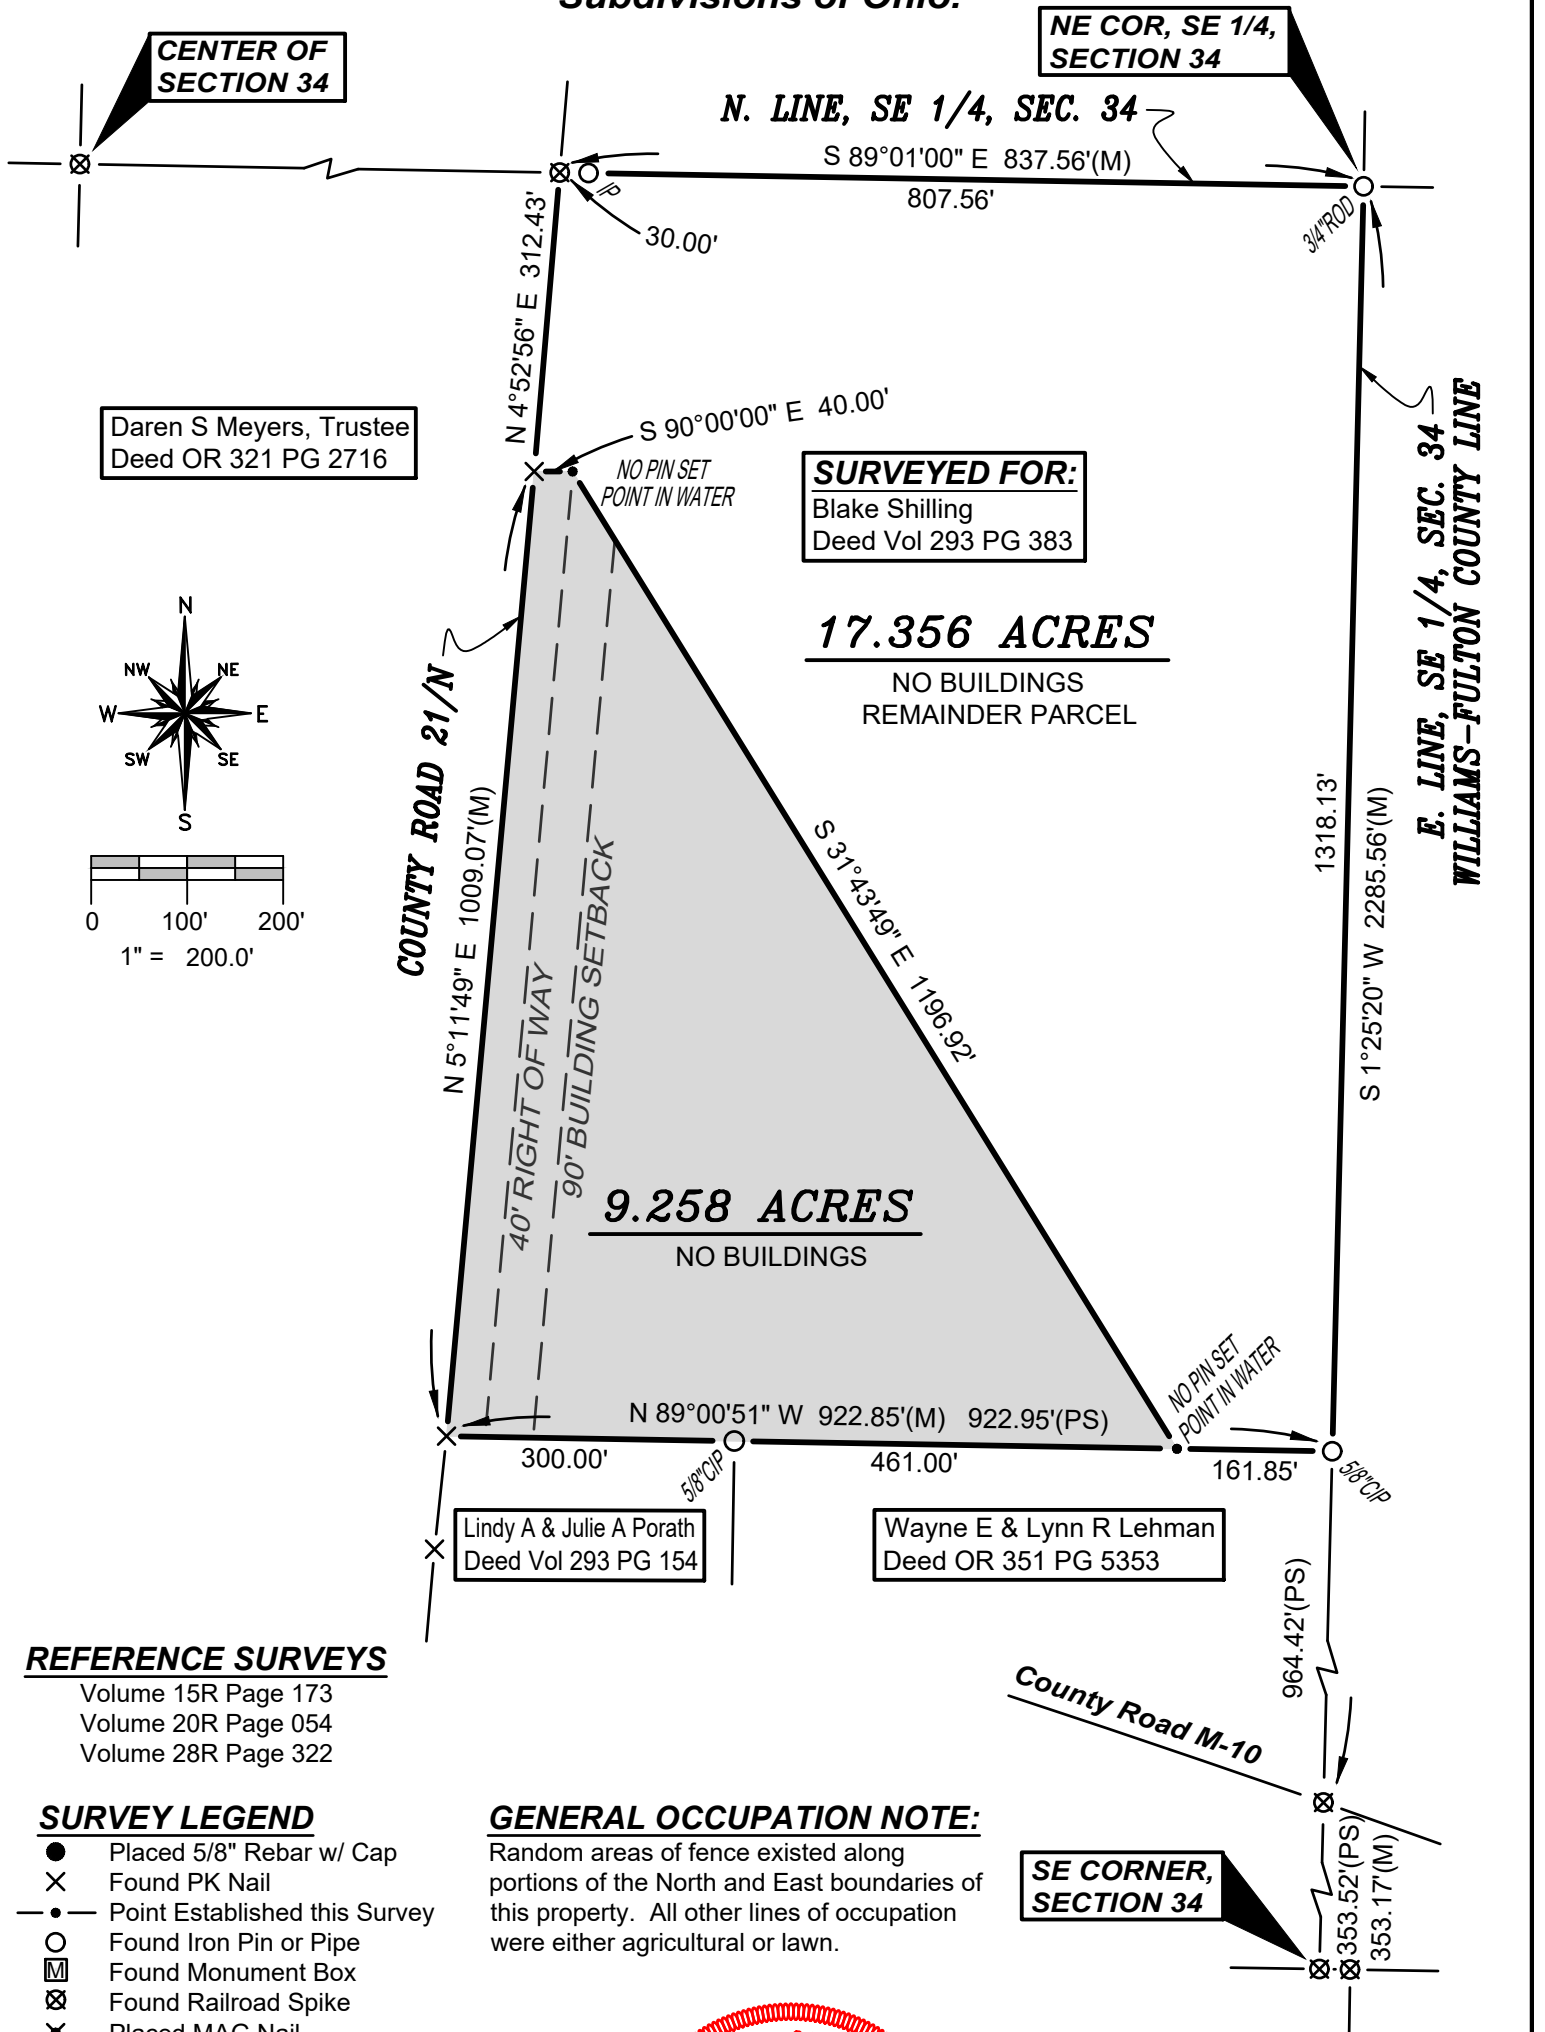 Subdivisions of Ohio.
CENTER OF
SECTION 34
NE COR, SE 1/4,
SECTION 34
N. LINE, SE 1/4, SEC. 34
S 89°01'00" E 837.56'(M)
807.56'
IP
30.00'
3/4"ROD
N 4°52'56" E 312.43'
S 90°00'00" E 40.00'
NO PIN SET
POINT IN WATER
Daren S Meyers, Trustee
Deed OR 321 PG 2716
SURVEYED FOR:
Blake Shilling
Deed Vol 293 PG 383
17.356 ACRES
NO BUILDINGS
REMAINDER PARCEL
E. LINE, SE 1/4, SEC. 34
WILLIAMS-FULTON COUNTY LINE
N
NW
NE
W
E
SW
SE
S
0 100' 200'
1" = 200.0'
COUNTY ROAD 21/N
N 5°11'49" E 1009.07'(M)
40' RIGHT OF WAY
90' BUILDING SETBACK
S 31°43'49" E 1196.92'
1318.13'
S 1°25'20" W 2285.56'(M)
9.258 ACRES
NO BUILDINGS
NO PIN SET
POINT IN WATER
N 89°00'51" W 922.85'(M) 922.95'(PS)
300.00'
5/8"CIP
461.00'
161.85'
5/8"CIP
Lindy A & Julie A Porath
Deed Vol 293 PG 154
Wayne E & Lynn R Lehman
Deed OR 351 PG 5353
964.42'(PS)
County Road M-10
353.52'(PS)
353.17'(M)
SE CORNER,
SECTION 34
REFERENCE SURVEYS
Volume 15R Page 173
Volume 20R Page 054
Volume 28R Page 322
SURVEY LEGEND
Placed 5/8" Rebar w/ Cap
Found PK Nail
Point Established this Survey
Found Iron Pin or Pipe
M Found Monument Box
Found Railroad Spike
Placed MAG Nail
GENERAL OCCUPATION NOTE:
Random areas of fence existed along
portions of the North and East boundaries of
this property. All other lines of occupation
were either agricultural or lawn.